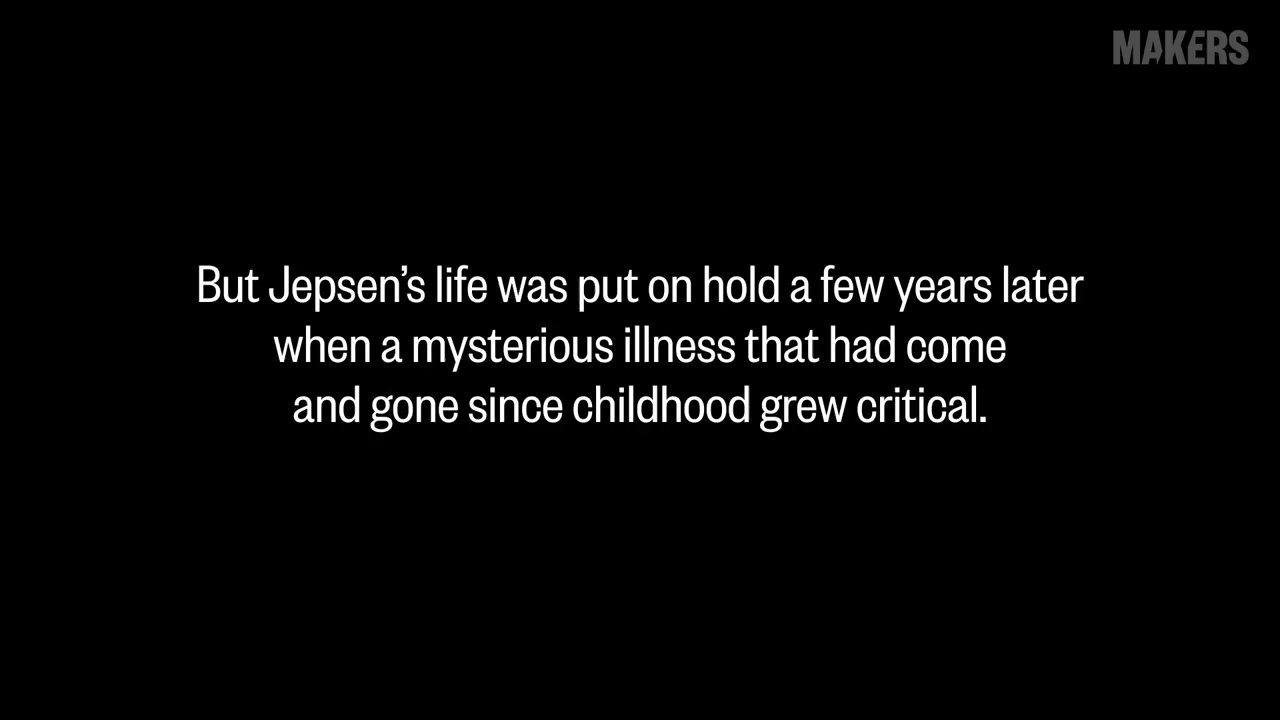 MAKERS
But Jepsen’s life was put on hold a few years later
when a mysterious illness that had come
and gone since childhood grew critical.